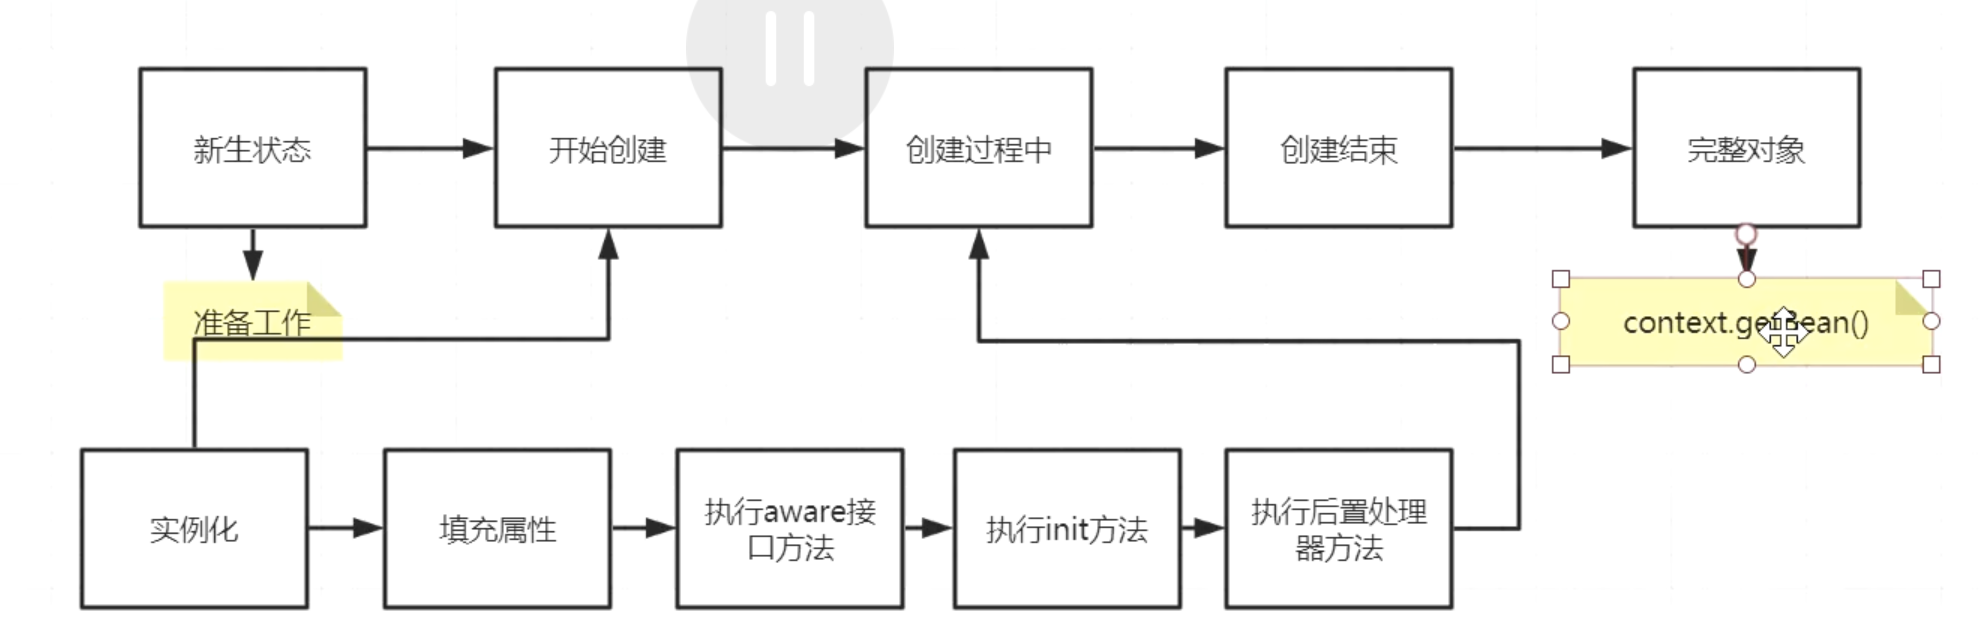 新生状态
开始创建
创建过程中
创建结束
完整对象
准备工作
context.getBean()
实例化
填充属性
执行aware接
口方法
执行init方法
执行后置处理
器方法